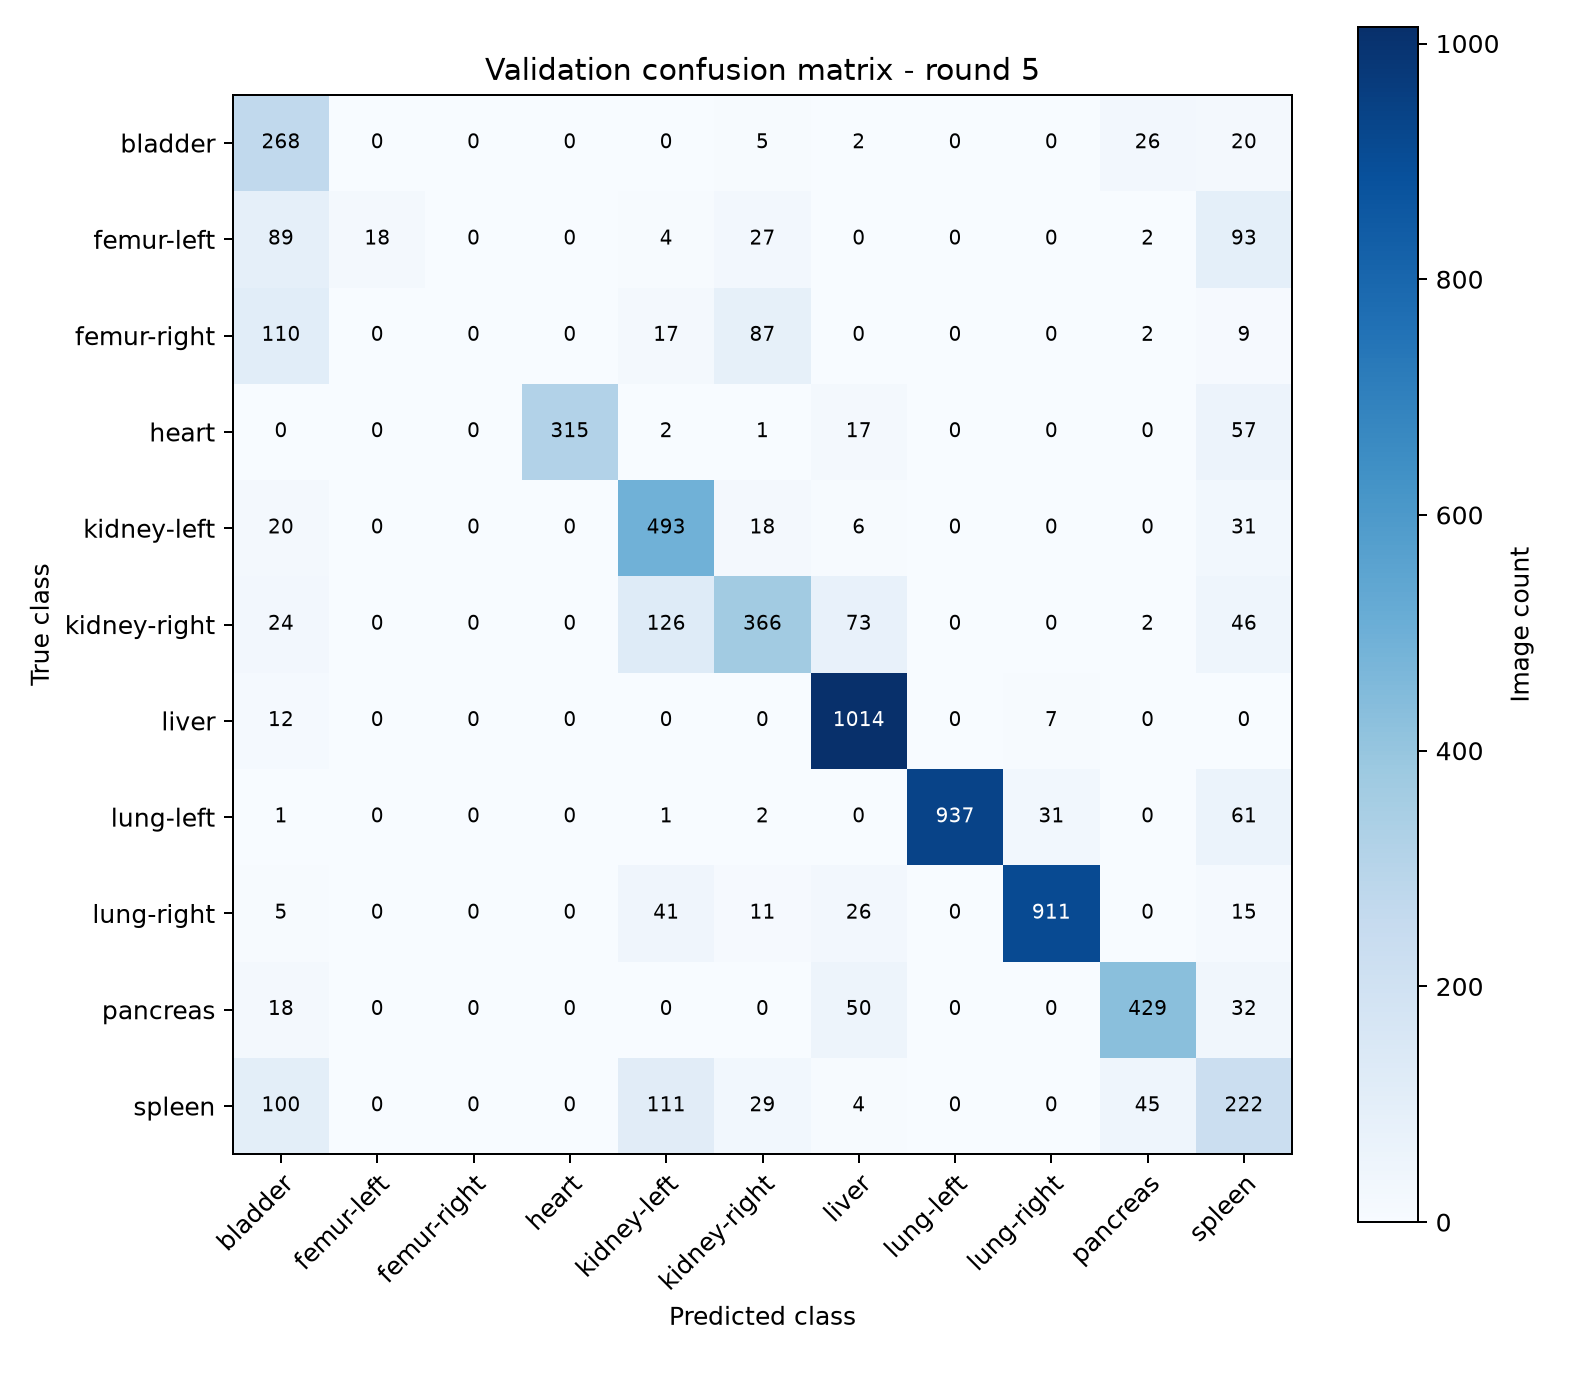 Validation confusion matrix - round 5
True class
bladder 268 0 0 0 0 5 2 0 0 26 20
femur-left 89 18 0 0 4 27 0 0 0 2 93
femur-right 110 0 0 0 17 87 0 0 0 2 9
heart 0 0 0 315 2 1 17 0 0 0 57
kidney-left 20 0 0 0 493 18 6 0 0 0 31
kidney-right 24 0 0 0 126 366 73 0 0 2 46
liver 12 0 0 0 0 0 1014 0 7 0 0
lung-left 1 0 0 0 1 2 0 937 31 0 61
lung-right 5 0 0 0 41 11 26 0 911 0 15
pancreas 18 0 0 0 0 0 50 0 0 429 32
spleen 100 0 0 0 111 29 4 0 0 45 222
bladder femur-left femur-right heart kidney-left kidney-right liver lung-left lung-right pancreas spleen
Predicted class
1000
800
600
400
200
0
Image count